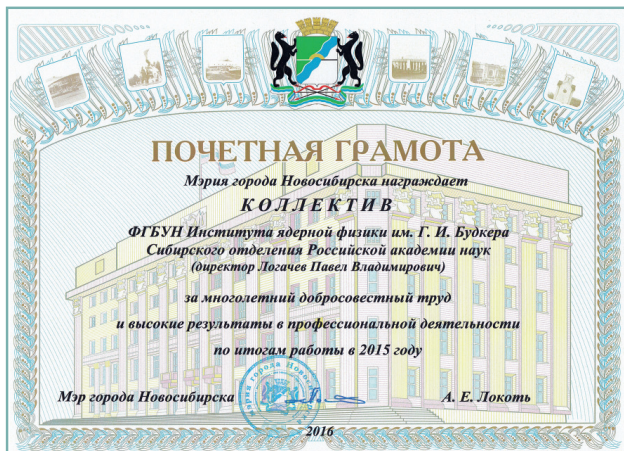 ПОЧЕТНАЯ ГРАМОТА
Мэрия города Новосибирска награждает
КОЛЛЕКТИВ
ФГБУН Института ядерной физики им. Г. И. Будкера
Сибирского отделения Российской академии наук
(директор Логачев Павел Владимирович)
за многолетний добросовестный труд
и высокие результаты в профессиональной деятельности
по итогам работы в 2015 году
Мэр города Новосибирска
А. Е. Локоть
2016